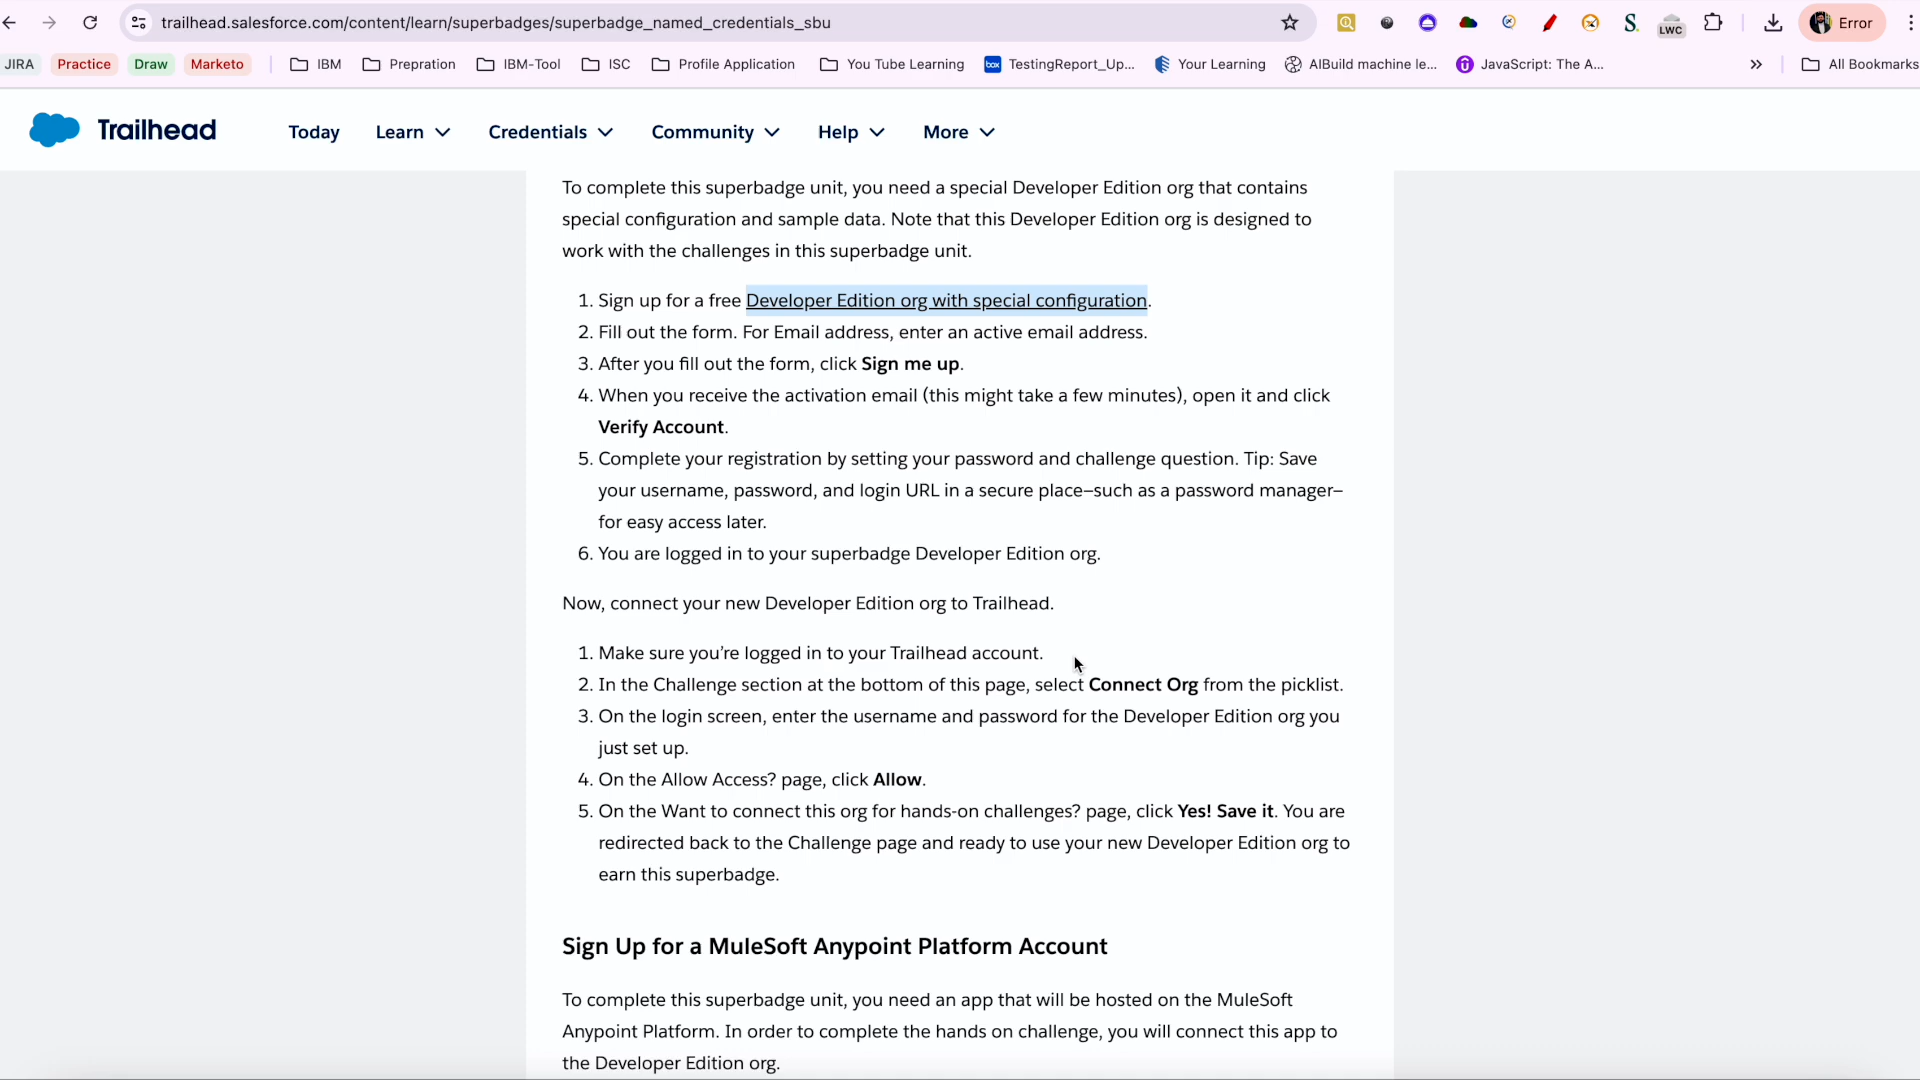 trailhead.salesforce.com/content/learn/superbadges/superbadge_named_credentials_sbu
LWC
Error
JIRA
Practice
Draw
Marketo
IBM
Prepration
IBM-Tool
ISC
Profile Application
You Tube Learning
box
TestingReport_Up...
Your Learning
AIBuild machine le...
JavaScript: The A...
All Bookmarks
Trailhead
Today
Learn
Credentials
Community
Help
More
To complete this superbadge unit, you need a special Developer Edition org that contains
special configuration and sample data. Note that this Developer Edition org is designed to
work with the challenges in this superbadge unit.
1. Sign up for a free Developer Edition org with special configuration.
2. Fill out the form. For Email address, enter an active email address.
3. After you fill out the form, click Sign me up.
4. When you receive the activation email (this might take a few minutes), open it and click
Verify Account.
5. Complete your registration by setting your password and challenge question. Tip: Save
your username, password, and login URL in a secure place—such as a password manager—
for easy access later.
6. You are logged in to your superbadge Developer Edition org.
Now, connect your new Developer Edition org to Trailhead.
1. Make sure you’re logged in to your Trailhead account.
2. In the Challenge section at the bottom of this page, select Connect Org from the picklist.
3. On the login screen, enter the username and password for the Developer Edition org you
just set up.
4. On the Allow Access? page, click Allow.
5. On the Want to connect this org for hands-on challenges? page, click Yes! Save it. You are
redirected back to the Challenge page and ready to use your new Developer Edition org to
earn this superbadge.
Sign Up for a MuleSoft Anypoint Platform Account
To complete this superbadge unit, you need an app that will be hosted on the MuleSoft
Anypoint Platform. In order to complete the hands on challenge, you will connect this app to
the Developer Edition org.